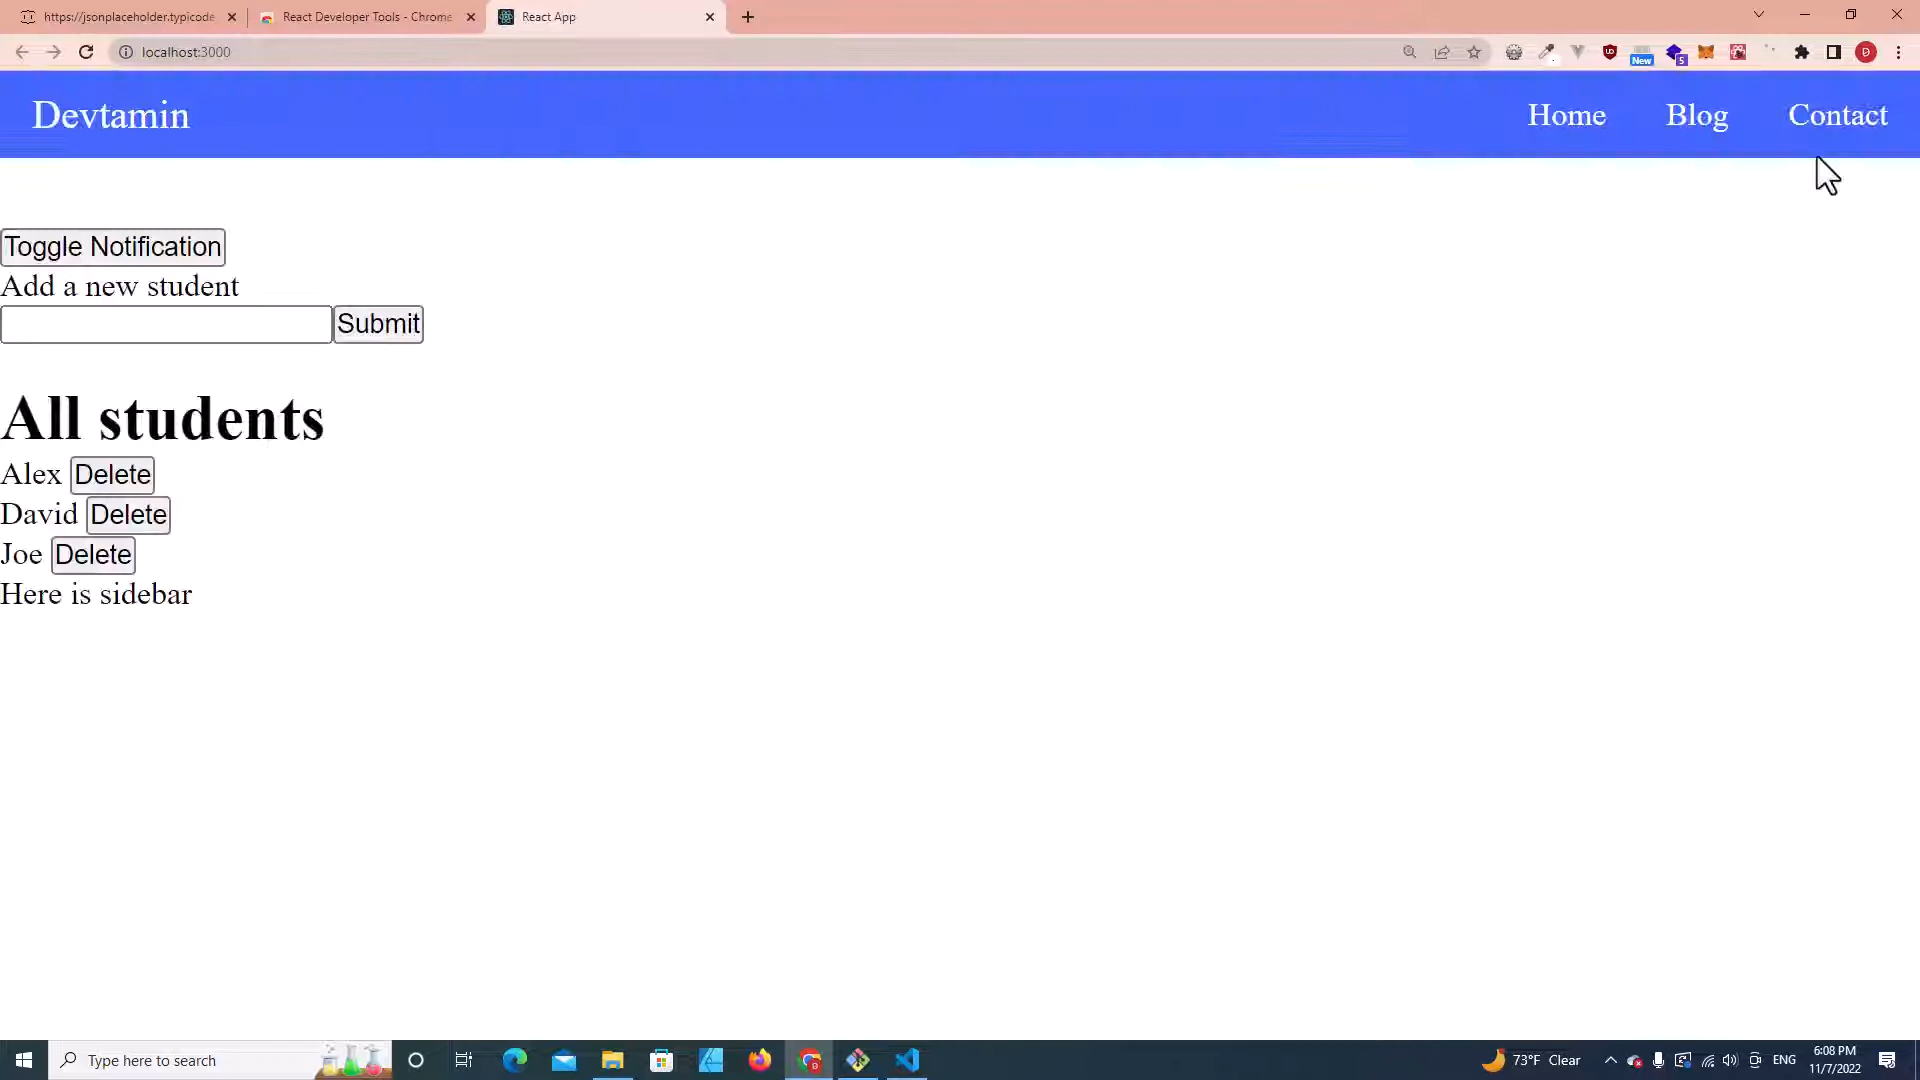 https://jsonplaceholder.typicode
React Developer Tools - Chrome
React App
localhost:3000
New
5
D
Devtamin
Home
Blog
Contact
Toggle Notification
Add a new student
Submit
All students
Alex Delete
David Delete
Joe Delete
Here is sidebar
Type here to search
73°F Clear
ENG
6:08 PM
11/7/2022